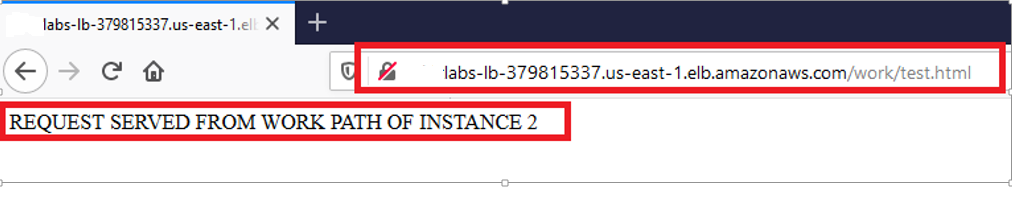 labs-lb-379815337.us-east-1.elb
labs-lb-379815337.us-east-1.elb.amazonaws.com/work/test.html
REQUEST SERVED FROM WORK PATH OF INSTANCE 2